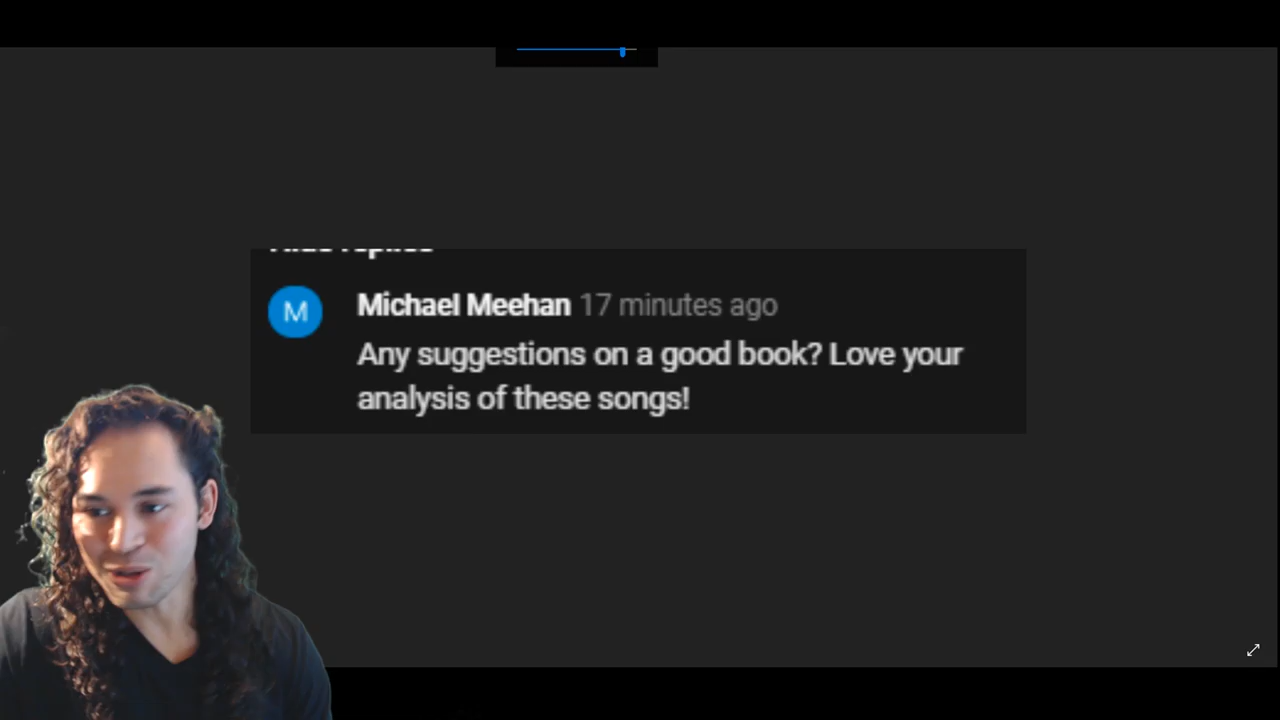 M
Michael Meehan 17 minutes ago
Any suggestions on a good book? Love your
analysis of these songs!